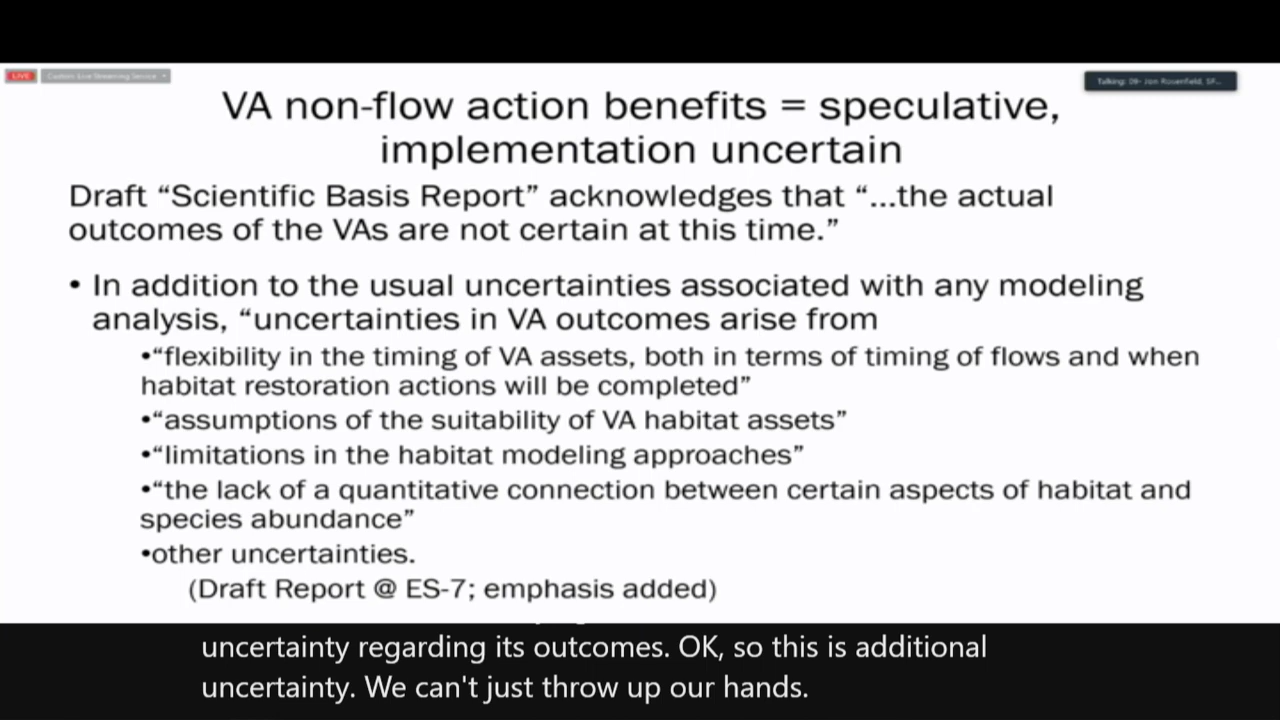 LIVE
Custom Live Streaming Service
Talking: 09- Jon Rosenfield, SF...
VA non-flow action benefits = speculative,
implementation uncertain
Draft “Scientific Basis Report” acknowledges that “...the actual
outcomes of the VAs are not certain at this time.”
• In addition to the usual uncertainties associated with any modeling
analysis, “uncertainties in VA outcomes arise from
•“flexibility in the timing of VA assets, both in terms of timing of flows and when
habitat restoration actions will be completed”
•“assumptions of the suitability of VA habitat assets”
•“limitations in the habitat modeling approaches”
•“the lack of a quantitative connection between certain aspects of habitat and
species abundance”
•other uncertainties.
(Draft Report @ ES-7; emphasis added)
uncertainty regarding its outcomes. OK, so this is additional
uncertainty. We can't just throw up our hands.